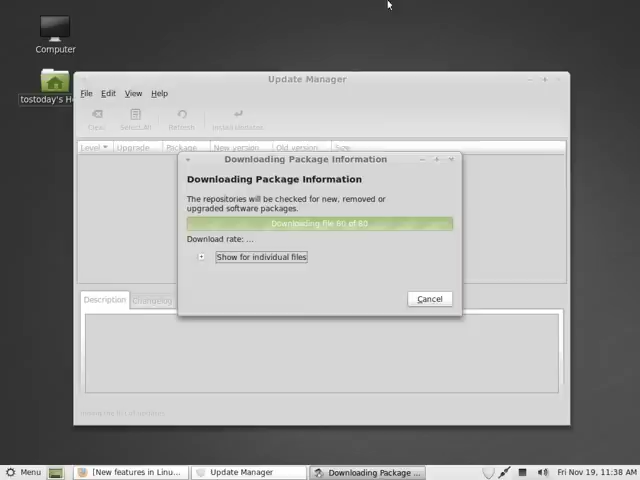 Computer
tostoday's H
Update Manager
File Edit View Help
Clear Select All Refresh Install Updates
Level Upgrade Package New version Old version Size
Downloading Package Information
Downloading Package Information
The repositories will be checked for new, removed or
upgraded software packages.
Downloading file 80 of 80
Download rate: ...
Show for individual files
Cancel
Description Changelog
Menu [New features in Linu... Update Manager Downloading Package ... Fri Nov 19, 11:38 AM